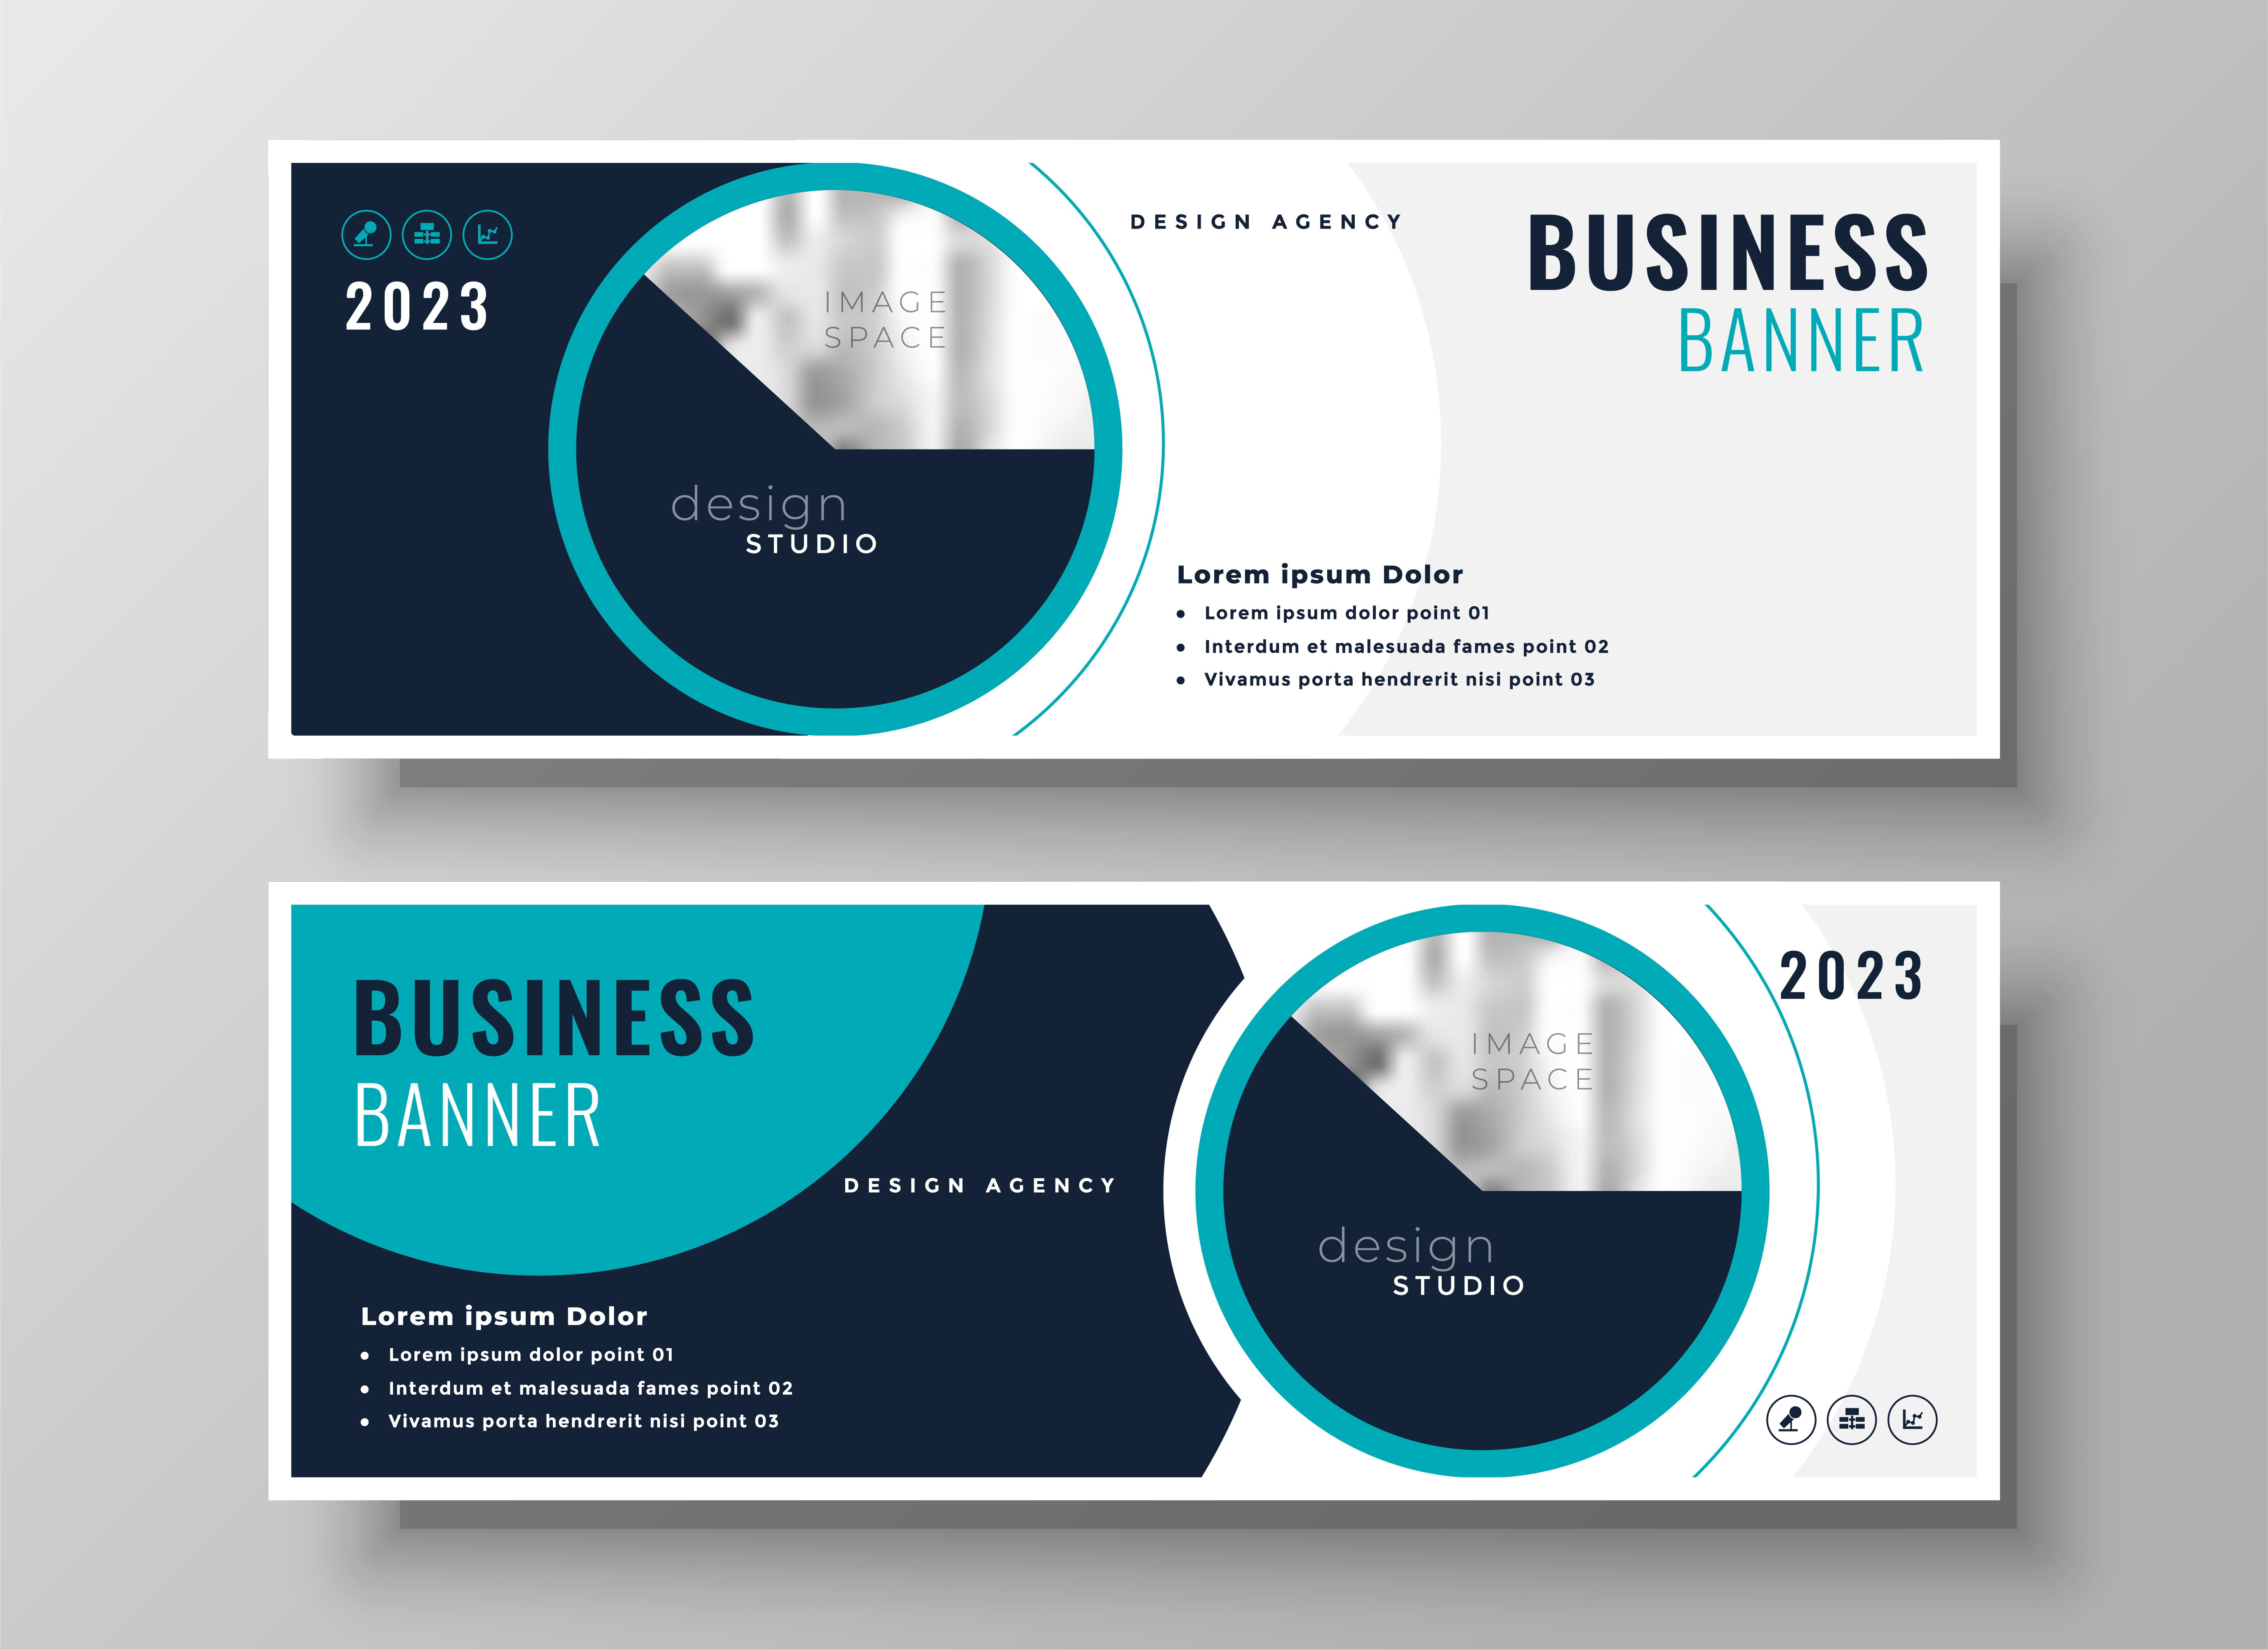 2023
IMAGE
SPACE
design
STUDIO
DESIGN AGENCY
BUSINESS
BANNER
Lorem ipsum Dolor
• Lorem ipsum dolor point 01
• Interdum et malesuada fames point 02
• Vivamus porta hendrerit nisi point 03
BUSINESS
BANNER
DESIGN AGENCY
Lorem ipsum Dolor
• Lorem ipsum dolor point 01
• Interdum et malesuada fames point 02
• Vivamus porta hendrerit nisi point 03
IMAGE
SPACE
design
STUDIO
2023